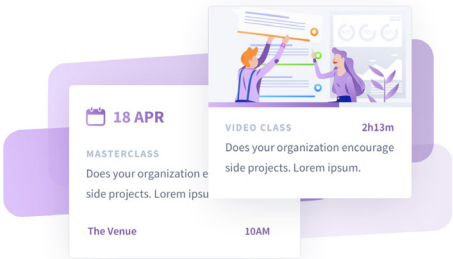 18 APR
MASTERCLASS
Does your organization
side projects. Lorem
The Venue
10AM
VIDEO CLASS
2h13m
Does your organization encourage
side projects. Lorem ipsum.